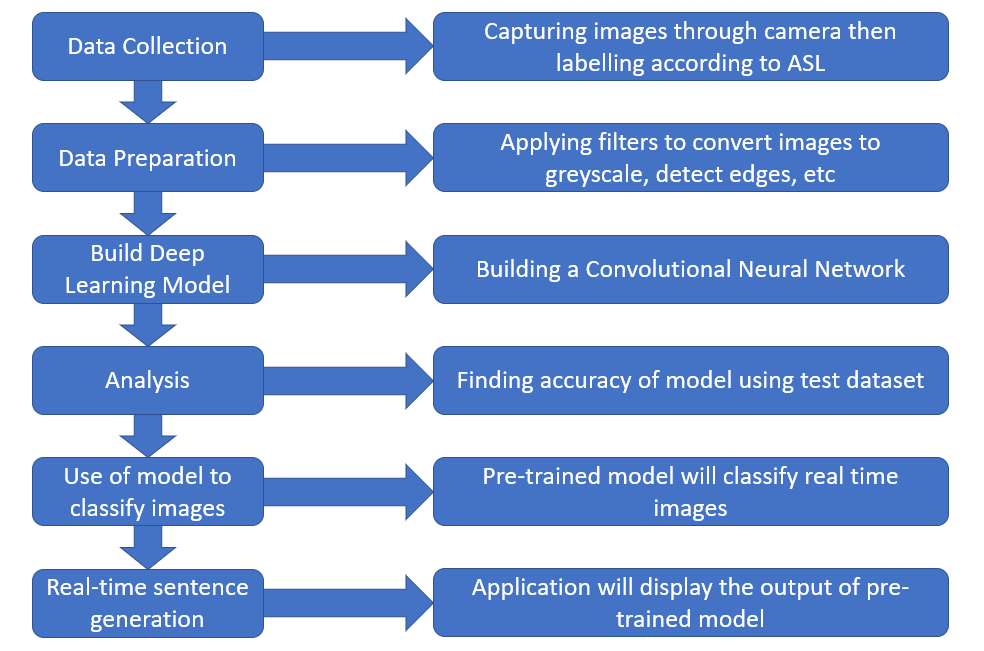 Data Collection
Capturing images through camera then
labelling according to ASL
Data Preparation
Applying filters to convert images to
greyscale, detect edges, etc
Build Deep
Learning Model
Building a Convolutional Neural Network
Analysis
Finding accuracy of model using test dataset
Use of model to
classify images
Pre-trained model will classify real time
images
Real-time sentence
generation
Application will display the output of pre-
trained model